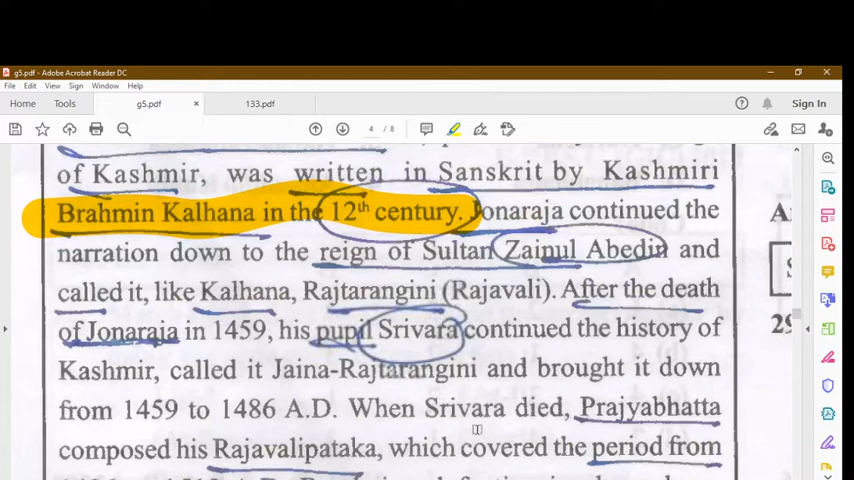 g5.pdf - Adobe Acrobat Reader DC
File Edit View Sign Window Help
Home Tools g5.pdf × 133.pdf Sign In
4 / 8
of Kashmir, was written in Sanskrit by Kashmiri
Brahmin Kalhana in the 12th century. Jonaraja continued the
narration down to the reign of Sultan Zainul Abedin and
called it, like Kalhana, Rajtarangini (Rajavali). After the death
of Jonaraja in 1459, his pupil Srivara continued the history of
Kashmir, called it Jaina-Rajtarangini and brought it down
from 1459 to 1486 A.D. When Srivara died, Prajyabhatta
composed his Rajavalipataka, which covered the period from
29